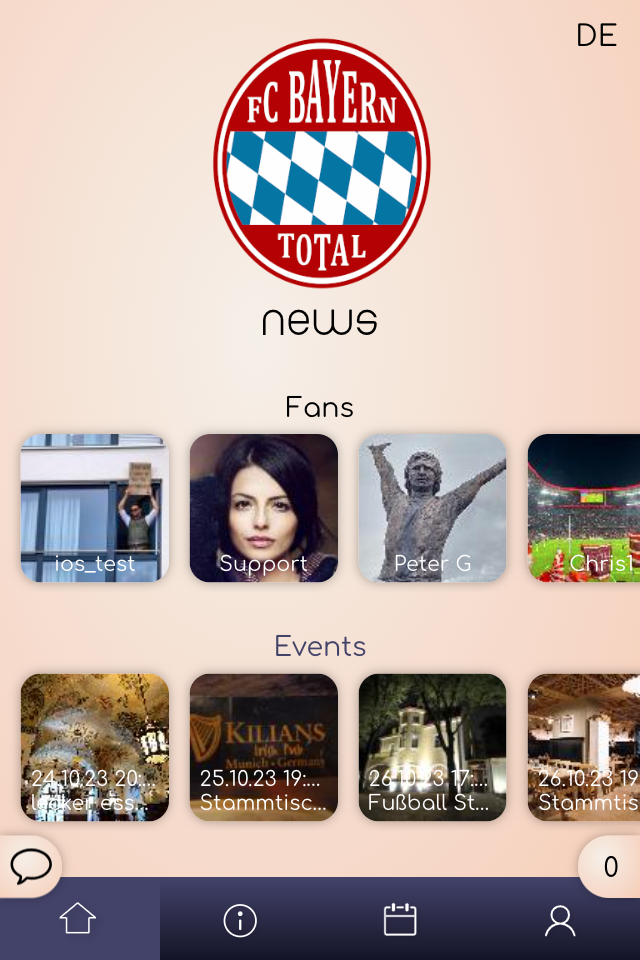 DE
FC BAYERN
TOTAL
news
Fans
ios_test
Support
Peter G
Chris1
Events
KILIANS
Irish Pub
Munich - Germany
24.10.23 20:...
lecker ess...
25.10.23 19:...
Stammtisc...
26.10.23 17:...
Fußball St...
26.10.23 19
Stammtis
0